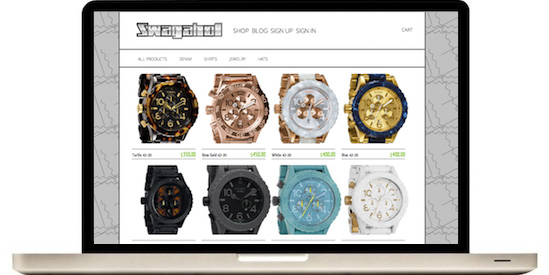 Swagahol
SHOP BLOG SIGN UP SIGN IN
CART
ALL PRODUCTS DENIM SHIRTS JEWELRY HATS
Turtle 42-20 $350.00
Rose Gold 42-20 $450.00
White 42-20 $400.00
Blue 42-20 $400.00